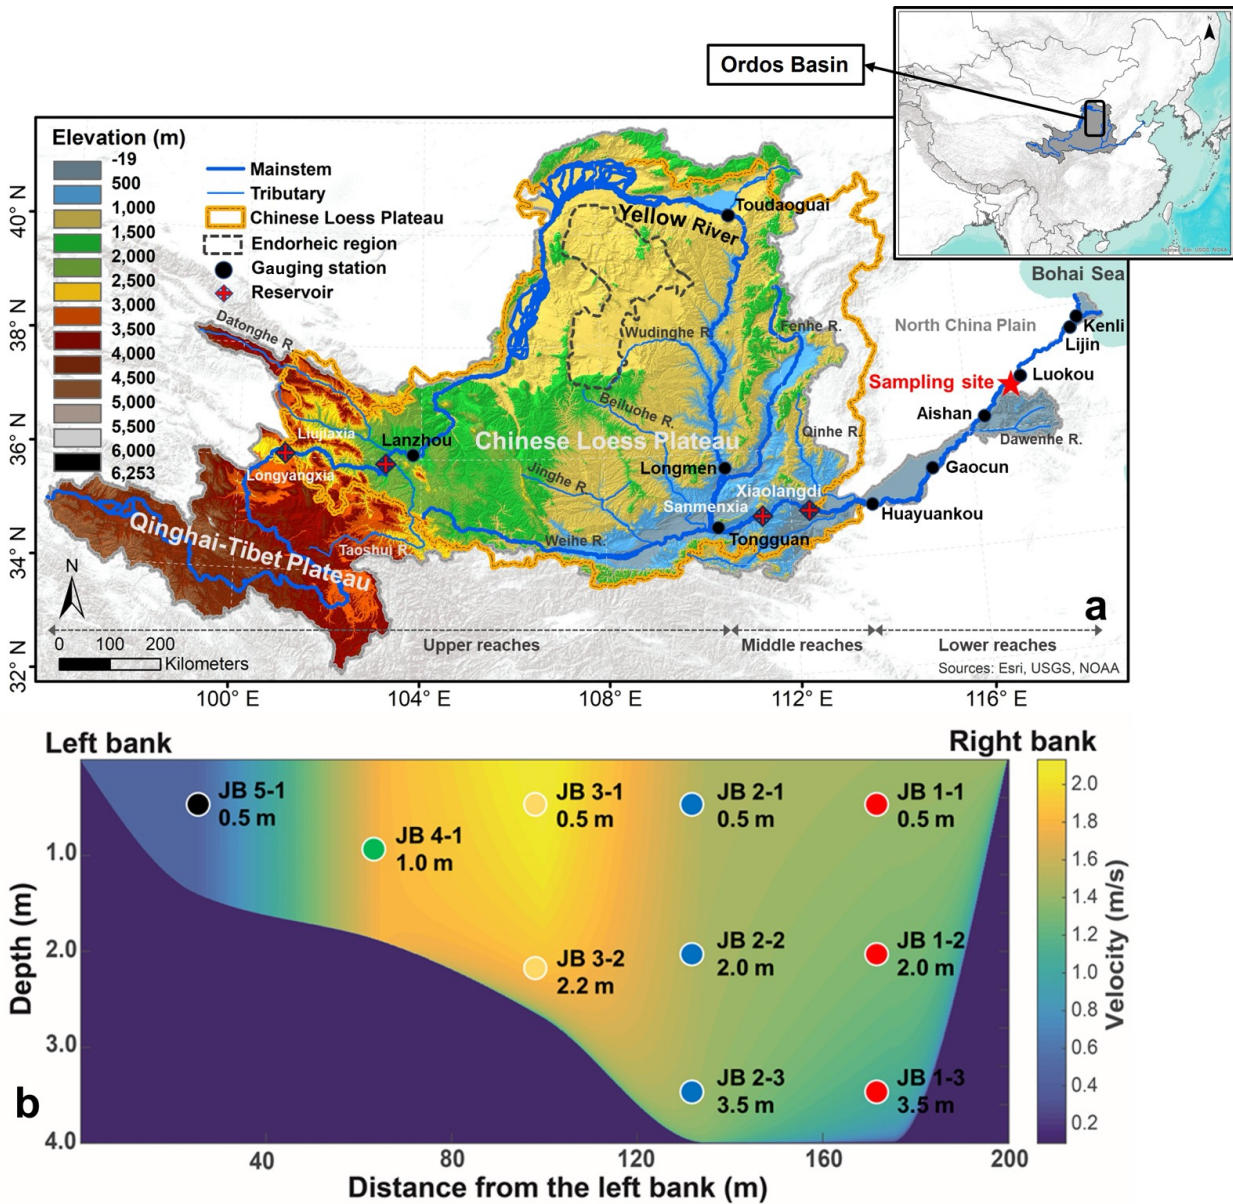 Ordos Basin
N
Sources: Esri, USGS, NOAA
Elevation (m)
-19
500
1,000
1,500
2,000
2,500
3,000
3,500
4,000
4,500
5,000
5,500
6,000
6,253
Mainstem
Tributary
Chinese Loess Plateau
Endorheic region
Gauging station
Reservoir
40° N
38° N
36° N
34° N
32° N
Yellow River
Toudaoguai
Bohai Sea
North China Plain
Kenli
Lijin
Luokou
Sampling site
Aishan
Dawenhe R.
Gaocun
Huayuankou
Datonghe R.
Wudinghe R.
Fenhe R.
Beiluohe R.
Qinhe R.
Liujiaxia
Lanzhou
Chinese Loess Plateau
Longyangxia
Jinghe R.
Longmen
Xiaolangdi
Sanmenxia
Tongguan
Weihe R.
Taoshui R.
Qinghai-Tibet Plateau
N
0 100 200
Kilometers
Upper reaches
Middle reaches
Lower reaches
a
Sources: Esri, USGS, NOAA
100° E
104° E
108° E
112° E
116° E
Left bank
Right bank
JB 5-1
0.5 m
JB 4-1
1.0 m
JB 3-1
0.5 m
JB 2-1
0.5 m
JB 1-1
0.5 m
JB 3-2
2.2 m
JB 2-2
2.0 m
JB 1-2
2.0 m
JB 2-3
3.5 m
JB 1-3
3.5 m
Depth (m)
1.0
2.0
3.0
4.0
b
40
80
120
160
200
Distance from the left bank (m)
2.0
1.8
1.6
1.4
1.2
1.0
0.8
0.6
0.4
0.2
Velocity (m/s)